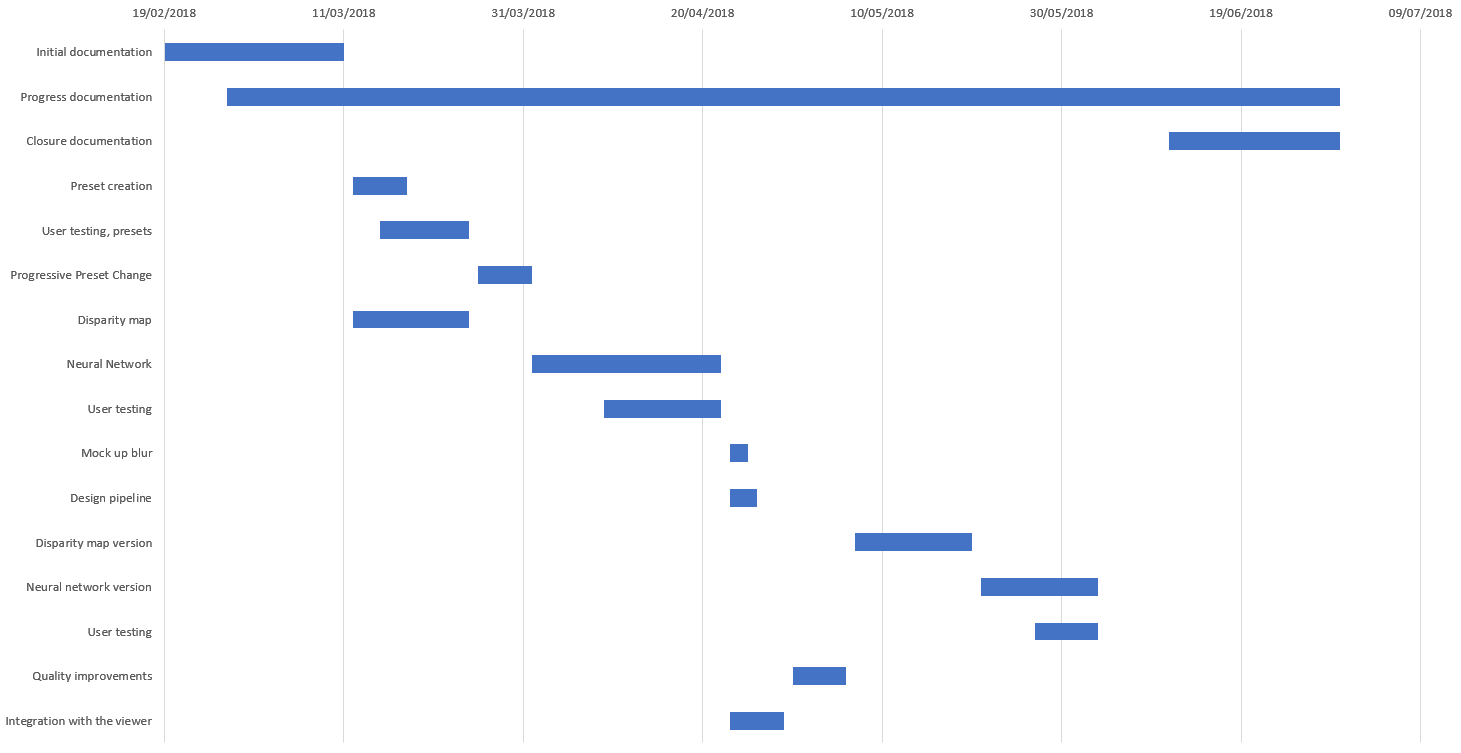 19/02/2018 11/03/2018 31/03/2018 20/04/2018 10/05/2018 30/05/2018 19/06/2018 09/07/2018
Initial documentation
Progress documentation
Closure documentation
Preset creation
User testing, presets
Progressive Preset Change
Disparity map
Neural Network
User testing
Mock up blur
Design pipeline
Disparity map version
Neural network version
User testing
Quality improvements
Integration with the viewer